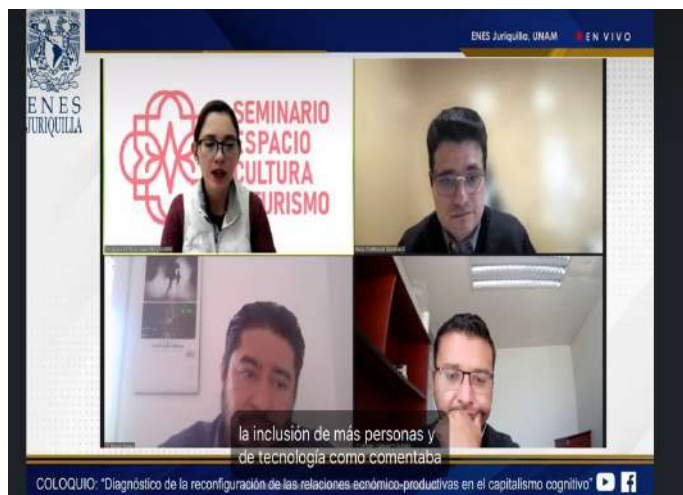 ENES Juriquilla, UNAM
EN VIVO
ENES
JURIQUILLA
SEMINARIO
ESPACIO
CULTURA
TURISMO
la inclusión de más personas y
de tecnología como comentaba
COLOQUIO: "Diagnóstico de la reconfiguración de las relaciones económico-productivas en el capitalismo cognitivo"